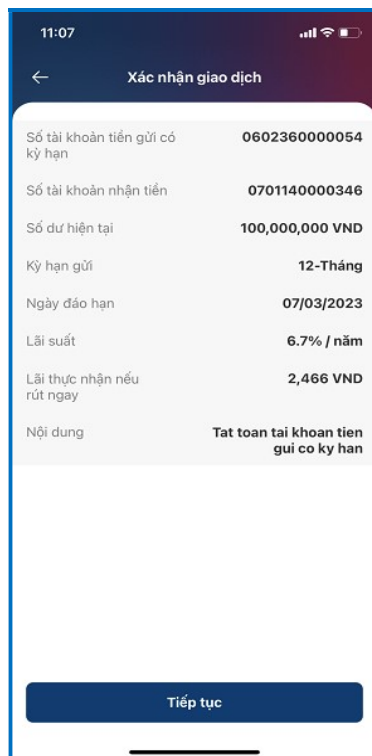 11:07
Xác nhận giao dịch
Số tài khoản tiền gửi có
kỳ hạn
0602360000054
Số tài khoản nhận tiền
0701140000346
Số dư hiện tại
100,000,000 VND
Kỳ hạn gửi
12-Tháng
Ngày đáo hạn
07/03/2023
Lãi suất
6.7% / năm
Lãi thực nhận nếu
rút ngay
2,466 VND
Nội dung
Tat toan tai khoan tien
gui co ky han
Tiếp tục